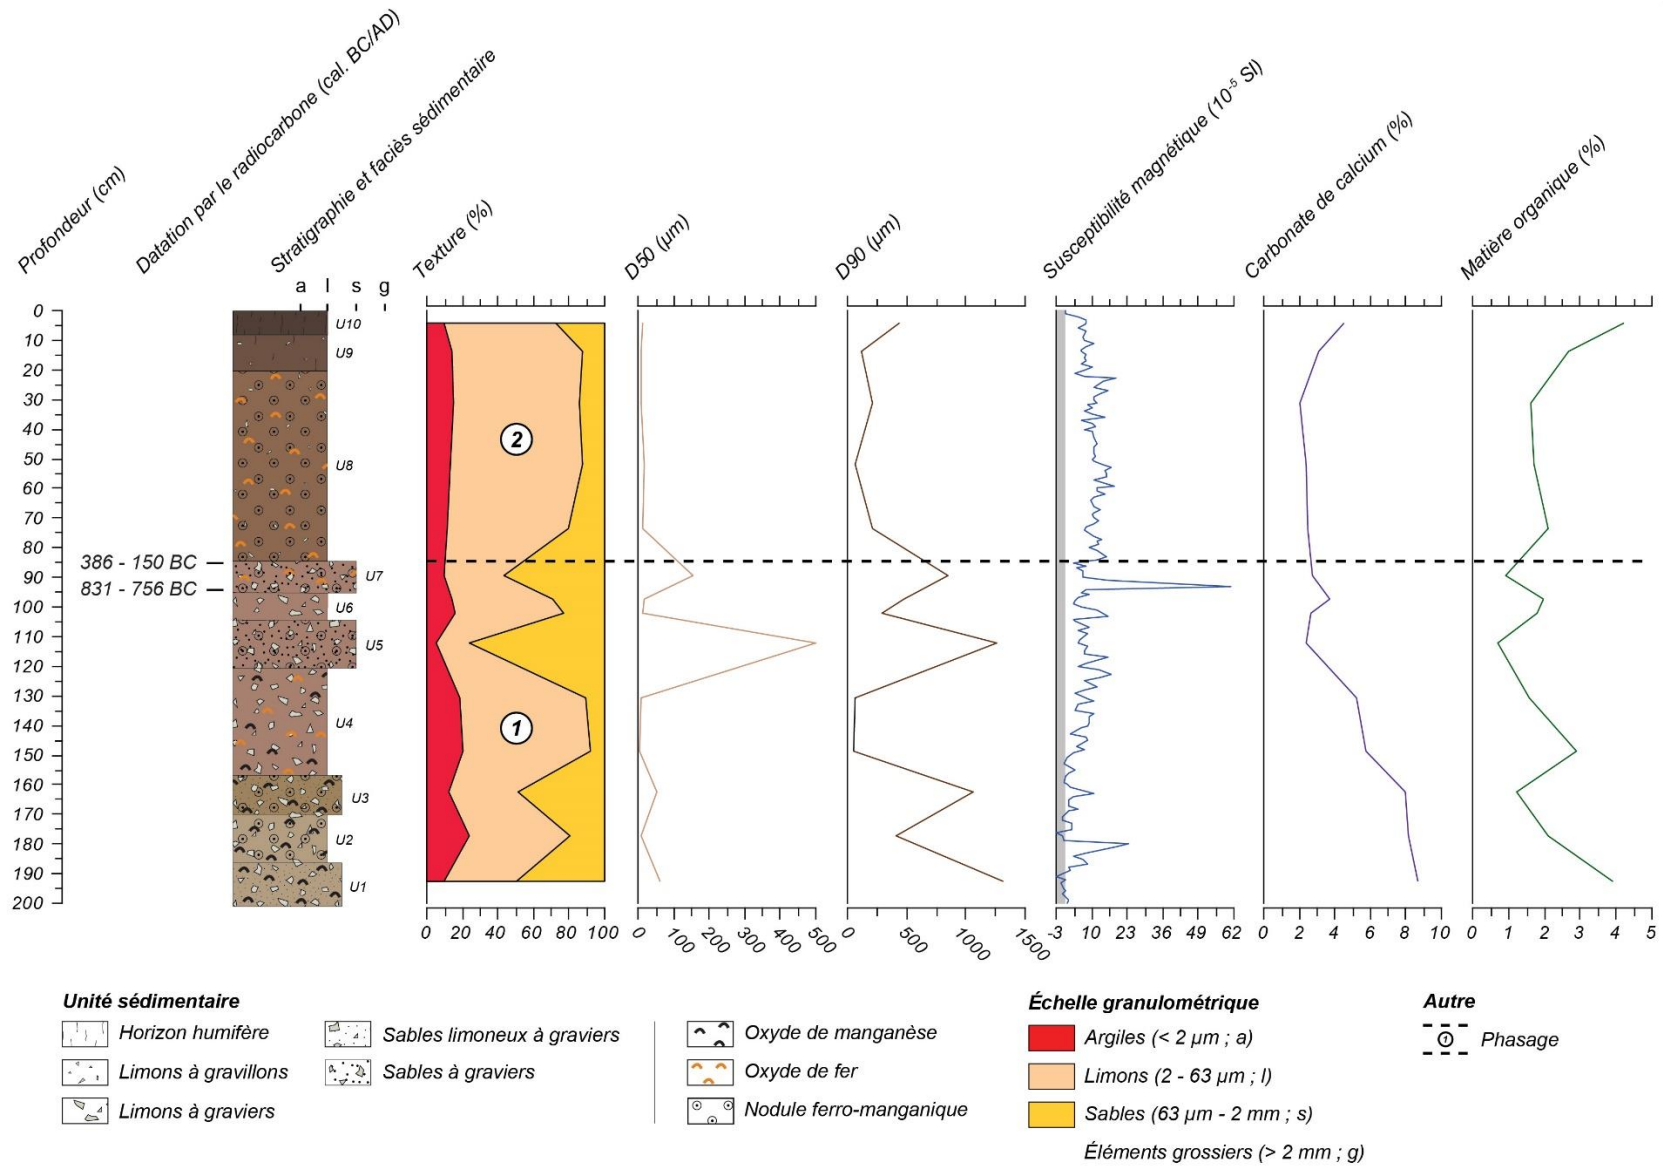 Profondeur (cm)
Datation par le radiocarbone (cal. BC/AD)
Stratigraphie et faciès sédimentaire
Texture (%)
D50 (µm)
D90 (µm)
Susceptibilité magnétique (10⁻⁵ SI)
Carbonate de calcium (%)
Matière organique (%)
a l s g
0
10
20
30
40
50
60
70
80
90
100
110
120
130
140
150
160
170
180
190
200
386 - 150 BC
831 - 756 BC
U10
U9
U8
U7
U6
U5
U4
U3
U2
U1
2
1
0 20 40 60 80 100
0 100 200 300 400 500
0 500 1000 1500
-3 10 23 36 49 62
0 2 4 6 8 10
0 1 2 3 4 5
Unité sédimentaire
Horizon humifère
Limons à gravillons
Limons à graviers
Sables limoneux à graviers
Sables à graviers
Oxyde de manganèse
Oxyde de fer
Nodule ferro-manganique
Échelle granulométrique
Argiles (< 2 µm ; a)
Limons (2 - 63 µm ; l)
Sables (63 µm - 2 mm ; s)
Éléments grossiers (> 2 mm ; g)
Autre
1 Phasage